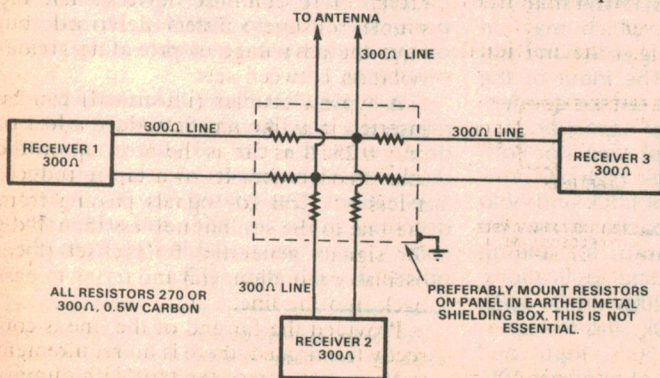 TO ANTENNA
300Ω LINE
300Ω LINE
300Ω LINE
RECEIVER 1
300Ω
RECEIVER 3
300Ω
ALL RESISTORS 270 OR
300Ω, 0.5W CARBON
300Ω LINE
PREFERABLY MOUNT RESISTORS
ON PANEL IN EARTHED METAL
SHIELDING BOX. THIS IS NOT
ESSENTIAL.
RECEIVER 2
300Ω